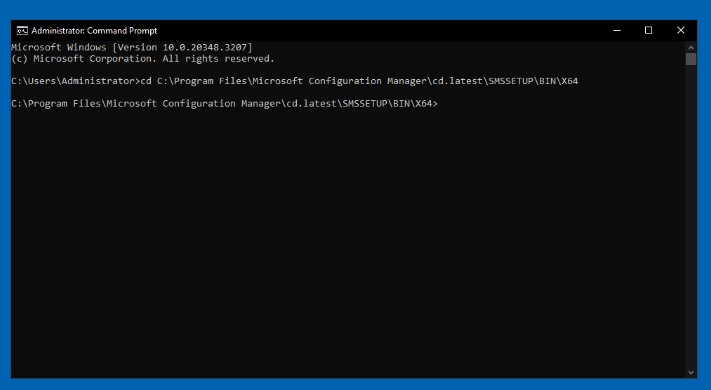 Administrator: Command Prompt
Microsoft Windows [Version 10.0.20348.3207]
(c) Microsoft Corporation. All rights reserved.
C:\Users\Administrator>cd C:\Program Files\Microsoft Configuration Manager\cd.latest\SMSSETUP\BIN\X64
C:\Program Files\Microsoft Configuration Manager\cd.latest\SMSSETUP\BIN\X64>